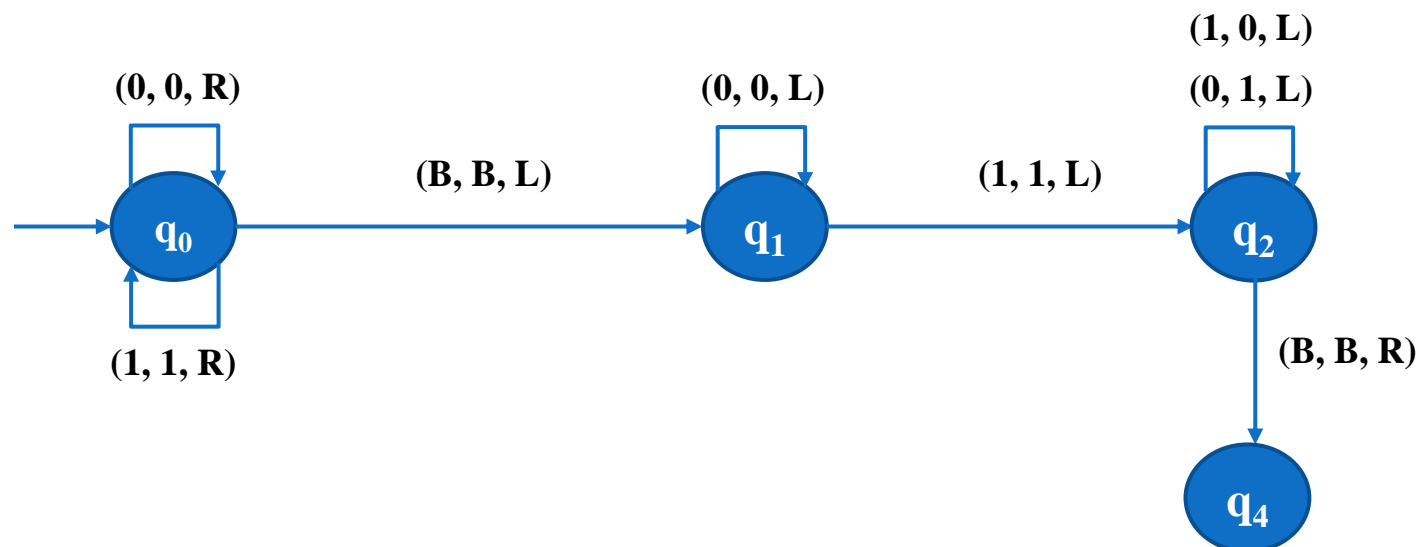 (1, 0, L)
(0, 0, R)
(0, 0, L)
(0, 1, L)
(B, B, L)
(1, 1, L)
q0
q1
q2
(1, 1, R)
(B, B, R)
q4